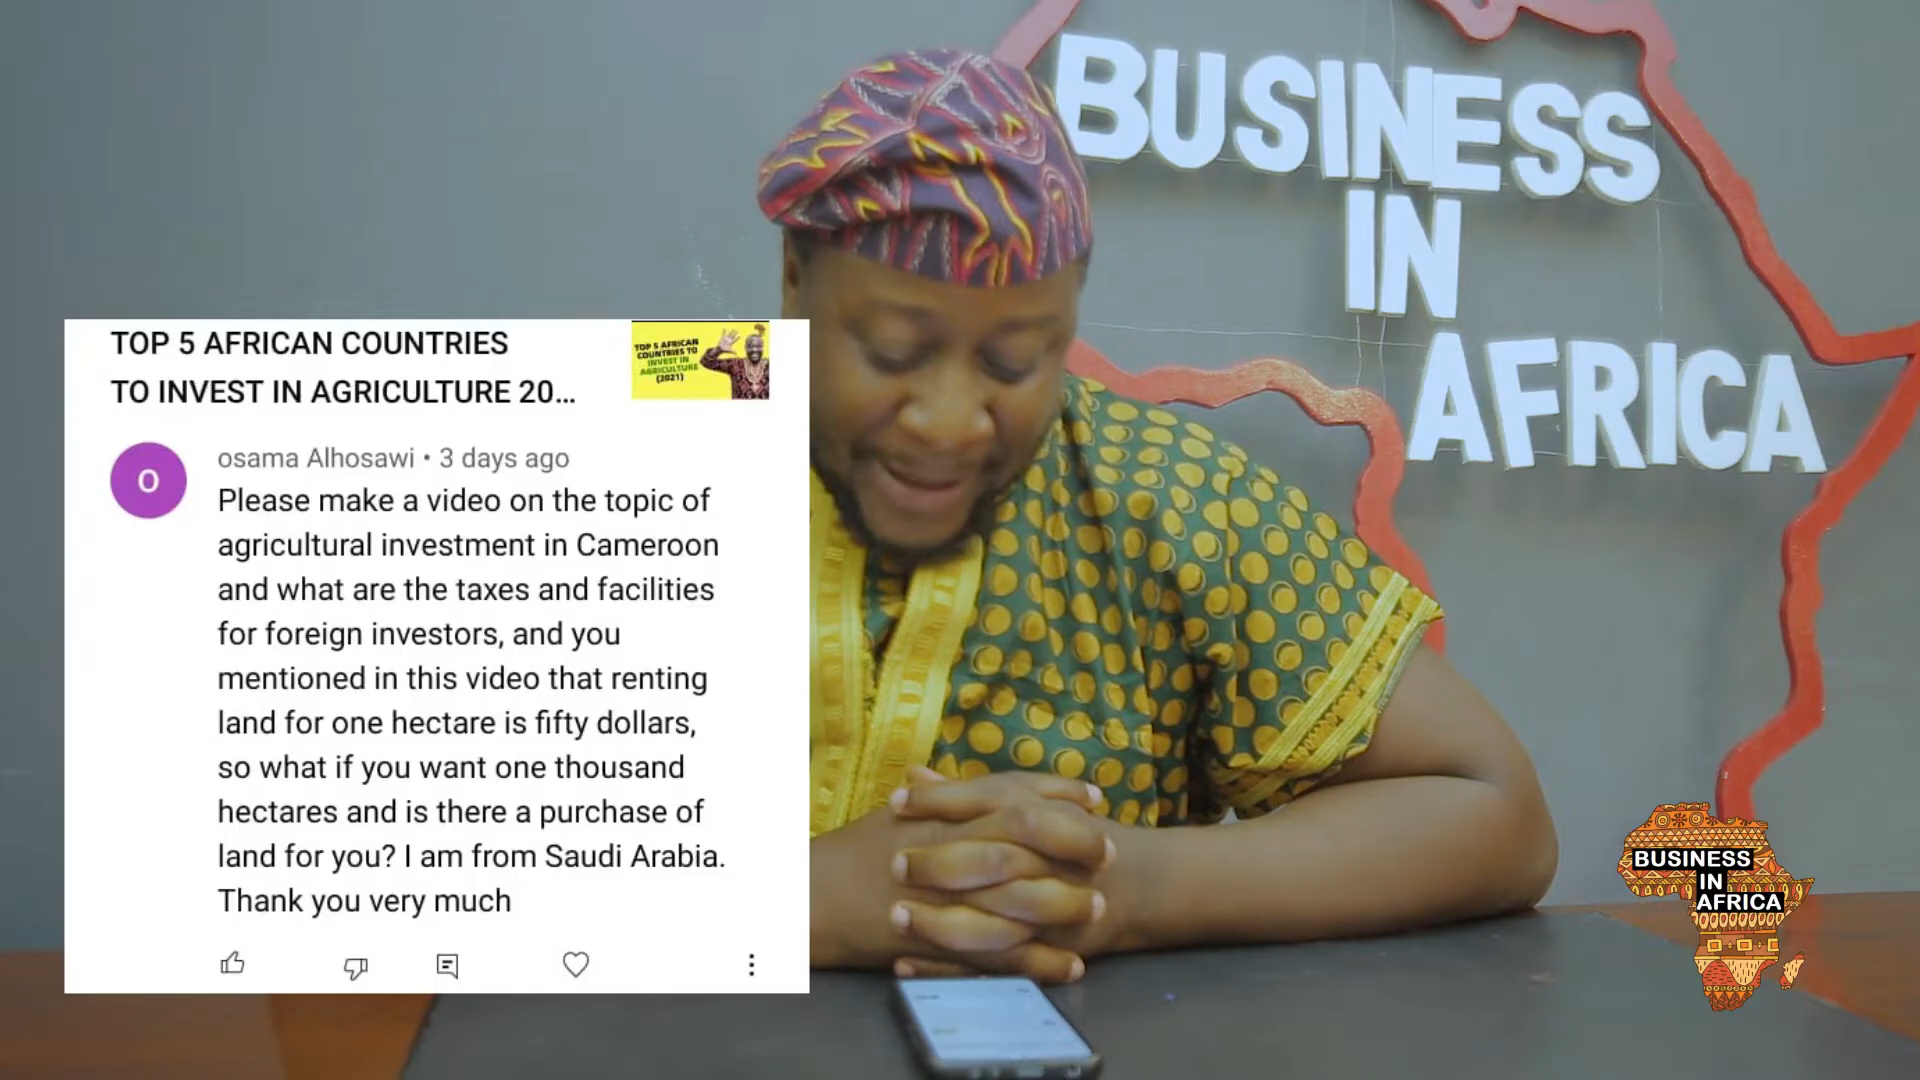 BUSINESS
IN
AFRICA
TOP 5 AFRICAN COUNTRIES
TO INVEST IN AGRICULTURE 20...
TOP 5 AFRICAN
COUNTRIES TO
INVEST IN
AGRICULTURE
(2021)
O
osama Alhosawi • 3 days ago
Please make a video on the topic of
agricultural investment in Cameroon
and what are the taxes and facilities
for foreign investors, and you
mentioned in this video that renting
land for one hectare is fifty dollars,
so what if you want one thousand
hectares and is there a purchase of
land for you? I am from Saudi Arabia.
Thank you very much
BUSINESS
IN
AFRICA